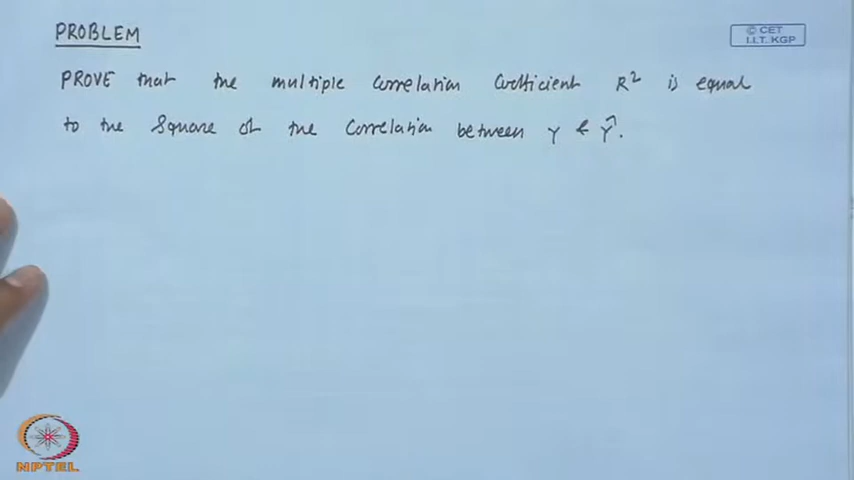 PROBLEM
© CET
I.I.T. KGP
PROVE that the multiple correlation coefficient R² is equal
to the square of the correlation between Y & Ŷ.
NPTEL